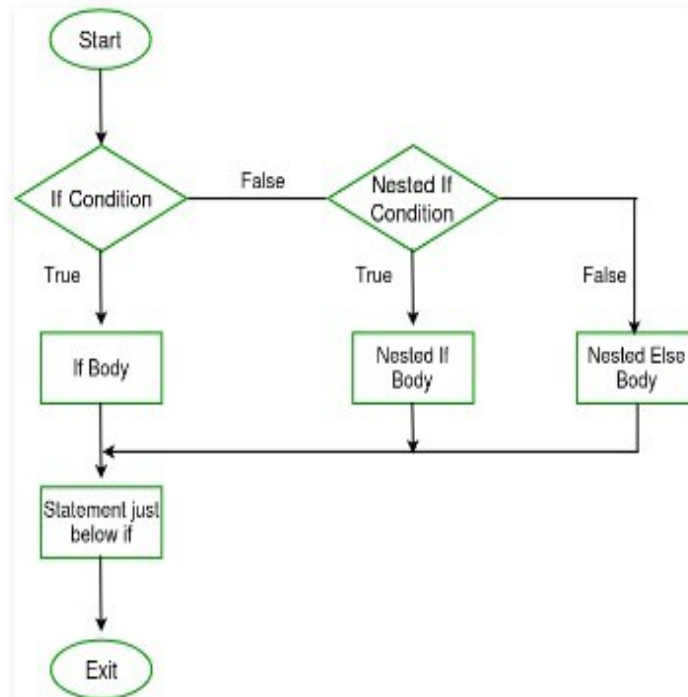 Start
If Condition
False
Nested If
Condition
True
True
False
If Body
Nested If
Body
Nested Else
Body
Statement just
below if
Exit